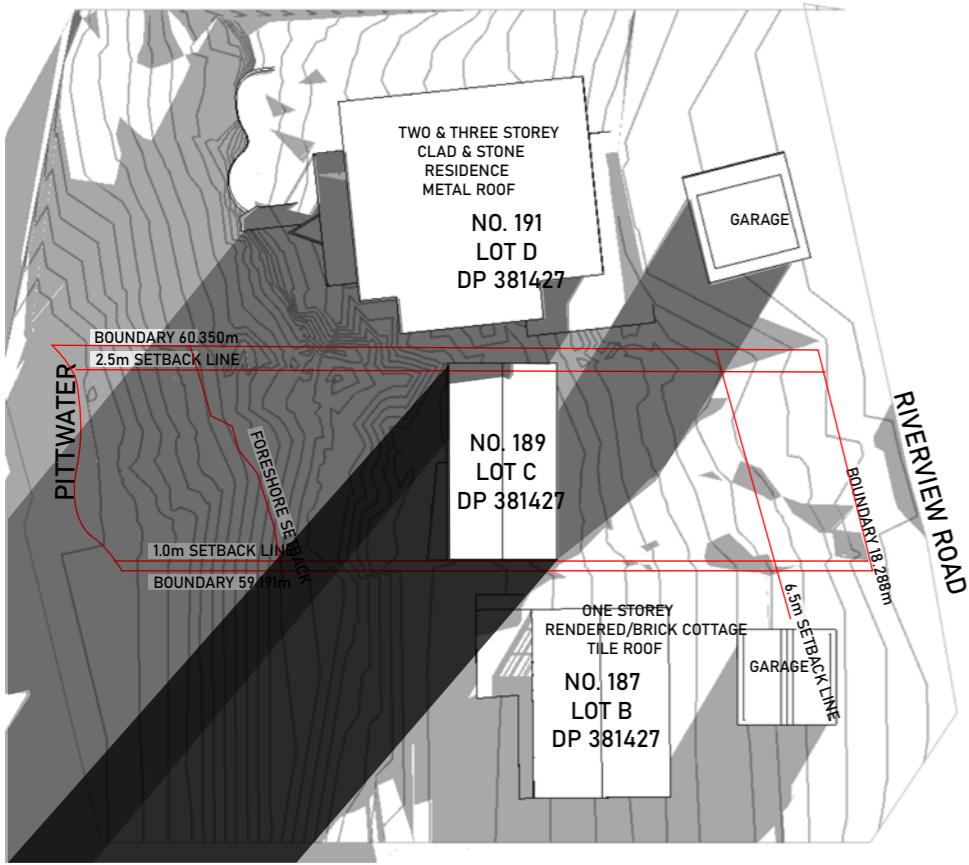 TWO & THREE STOREY
CLAD & STONE
RESIDENCE
METAL ROOF
NO. 191
LOT D
DP 381427
GARAGE
BOUNDARY 60.350m
2.5m SETBACK LINE
PITTWATER
FORESHORE SETBACK
NO. 189
LOT C
DP 381427
RIVERVIEW ROAD
BOUNDARY 18.288m
1.0m SETBACK LINE
BOUNDARY 59.191m
6.5m SETBACK LINE
ONE STOREY
RENDERED/BRICK COTTAGE
TILE ROOF
NO. 187
LOT B
DP 381427
GARAGE